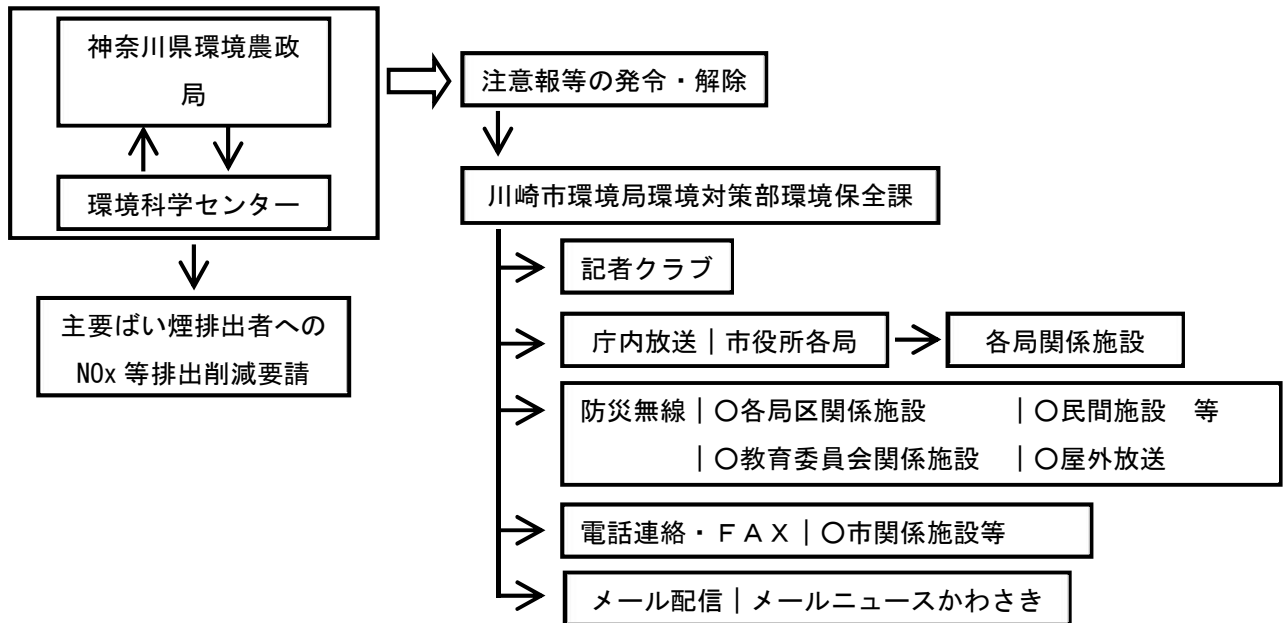 神奈川県環境農政
局
環境科学センター
主要ばい煙排出者への
NOx 等排出削減要請
注意報等の発令・解除
川崎市環境局環境対策部環境保全課
記者クラブ
庁内放送｜市役所各局
各局関係施設
防災無線｜○各局区関係施設　　　｜○民間施設　等
｜○教育委員会関係施設　｜○屋外放送
電話連絡・ＦＡＸ｜○市関係施設等
メール配信｜メールニュースかわさき